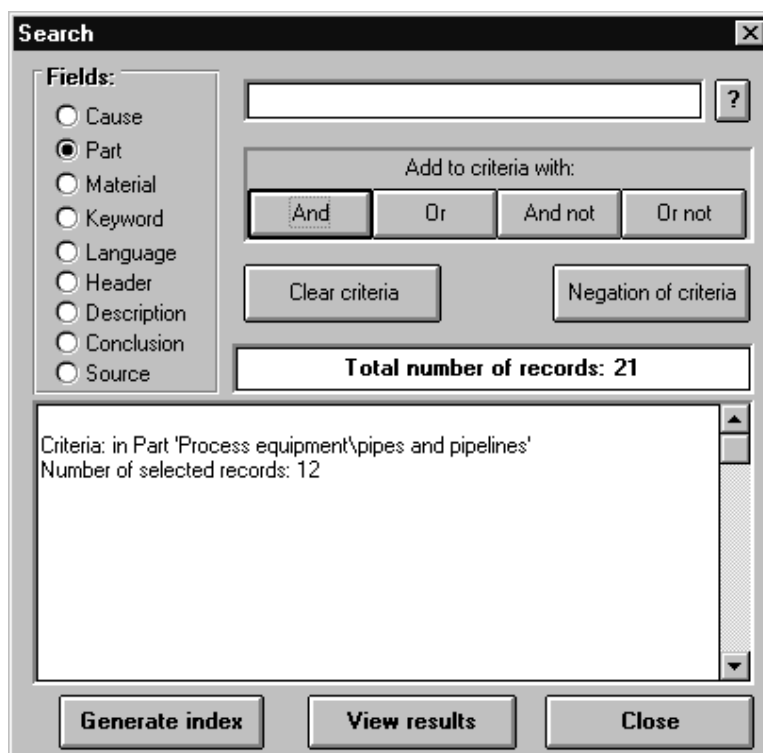 Search
Fields:
Cause
Part
Material
Keyword
Language
Header
Description
Conclusion
Source
?
Add to criteria with:
And Or And not Or not
Clear criteria Negation of criteria
Total number of records: 21
Criteria: in Part 'Process equipment\pipes and pipelines'
Number of selected records: 12
Generate index View results Close